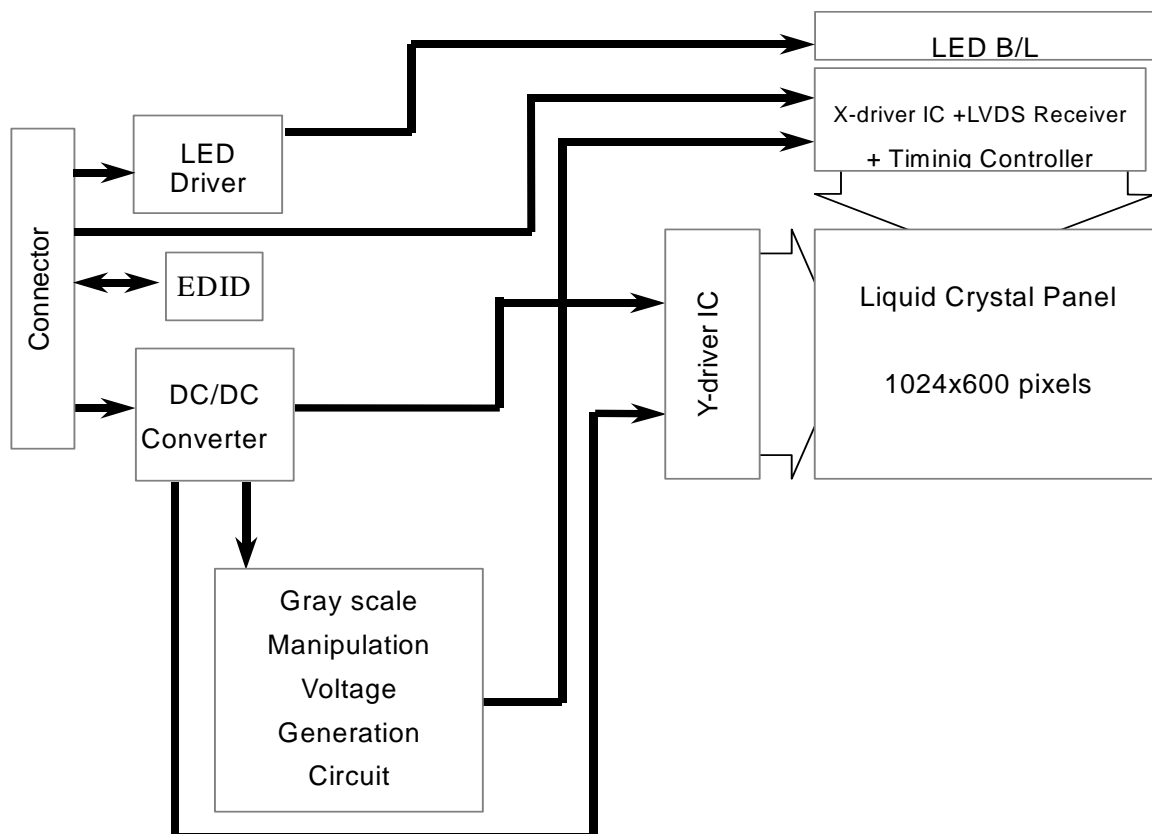 LED B/L
X-driver IC +LVDS Receiver
+ Timinig Controller
LED
Driver
Connector
EDID
DC/DC
Converter
Y-driver IC
Liquid Crystal Panel
1024x600 pixels
Gray scale
Manipulation
Voltage
Generation
Circuit